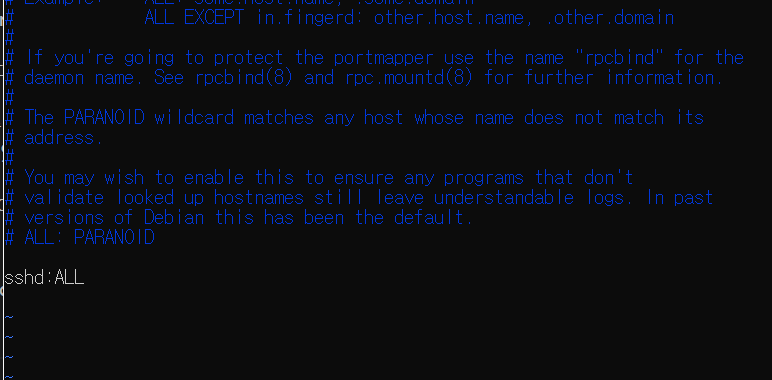 # Example:    ALL: some.host.name, .some.domain
#             ALL EXCEPT in.fingerd: other.host.name, .other.domain
#
# If you're going to protect the portmapper use the name "rpcbind" for the
# daemon name. See rpcbind(8) and rpc.mountd(8) for further information.
#
# The PARANOID wildcard matches any host whose name does not match its
# address.
#
# You may wish to enable this to ensure any programs that don't
# validate looked up hostnames still leave understandable logs. In past
# versions of Debian this has been the default.
# ALL: PARANOID
sshd:ALL
~
~
~
~